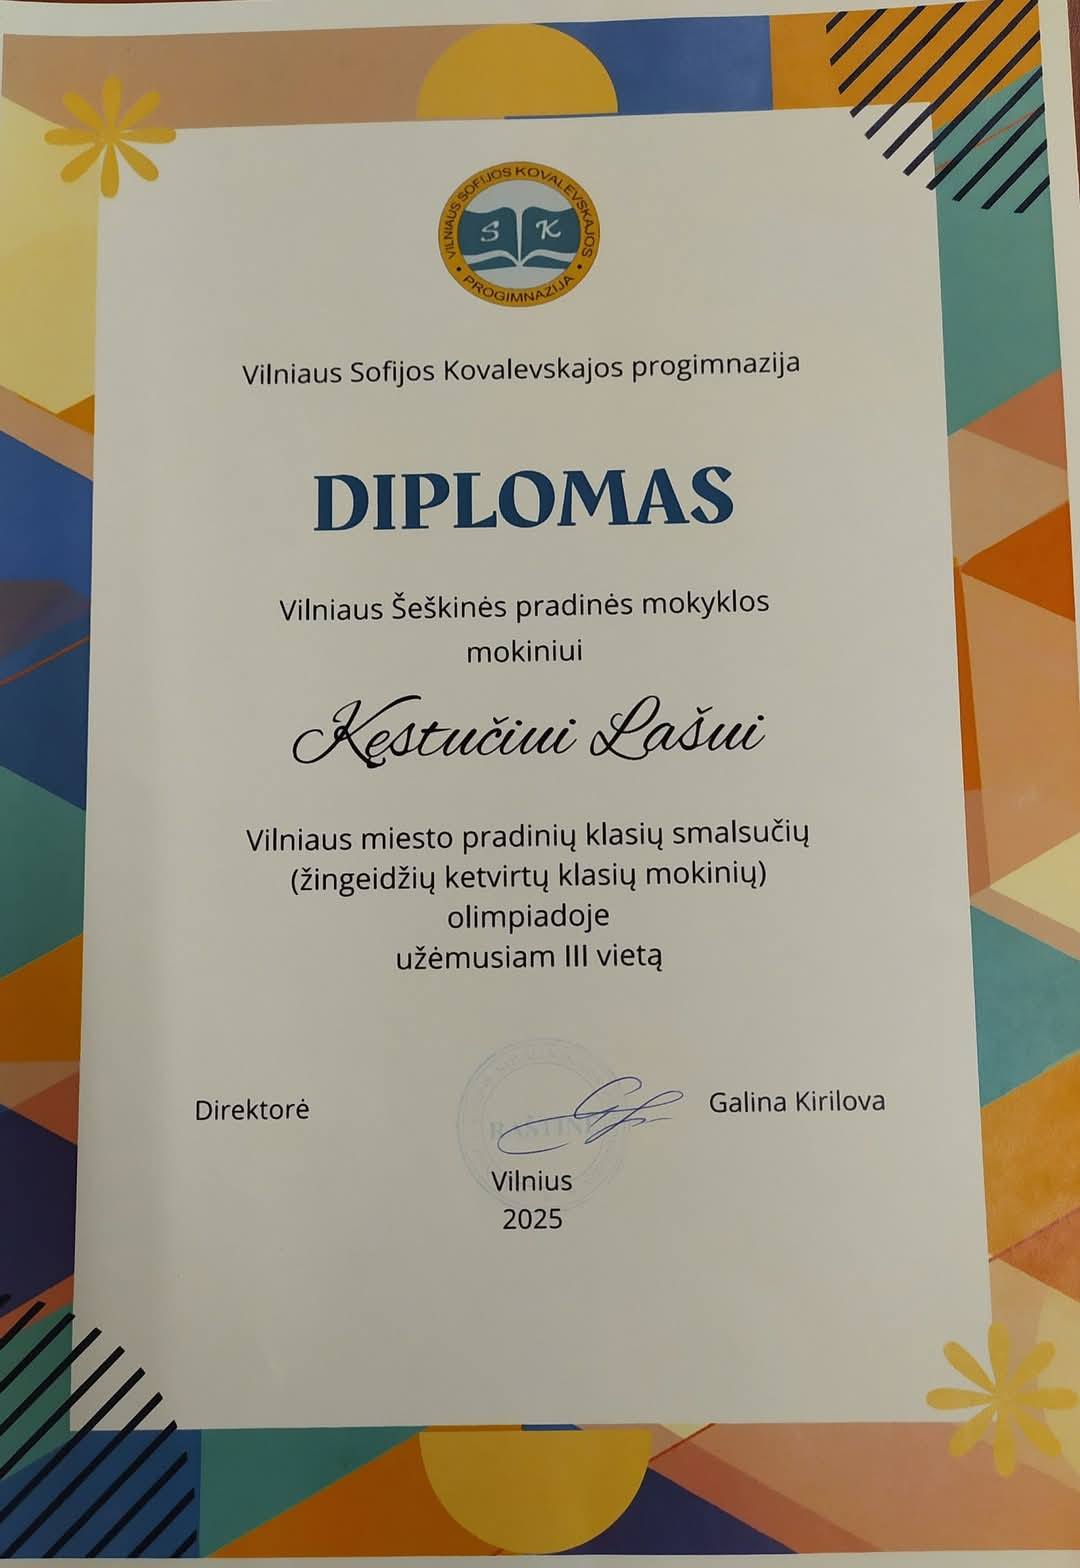 VILNIAUS SOFIJOS KOVALEVSKAJOS
S K
• PROGIMNAZIJA •
Vilniaus Sofijos Kovalevskajos progimnazija
DIPLOMAS
Vilniaus Šeškinės pradinės mokyklos
mokiniui
Kęstučiui Lašui
Vilniaus miesto pradinių klasių smalsučių
(žingeidžių ketvirtų klasių mokinių)
olimpiadoje
užėmusiam III vietą
Direktorė
Galina Kirilova
Vilnius
2025